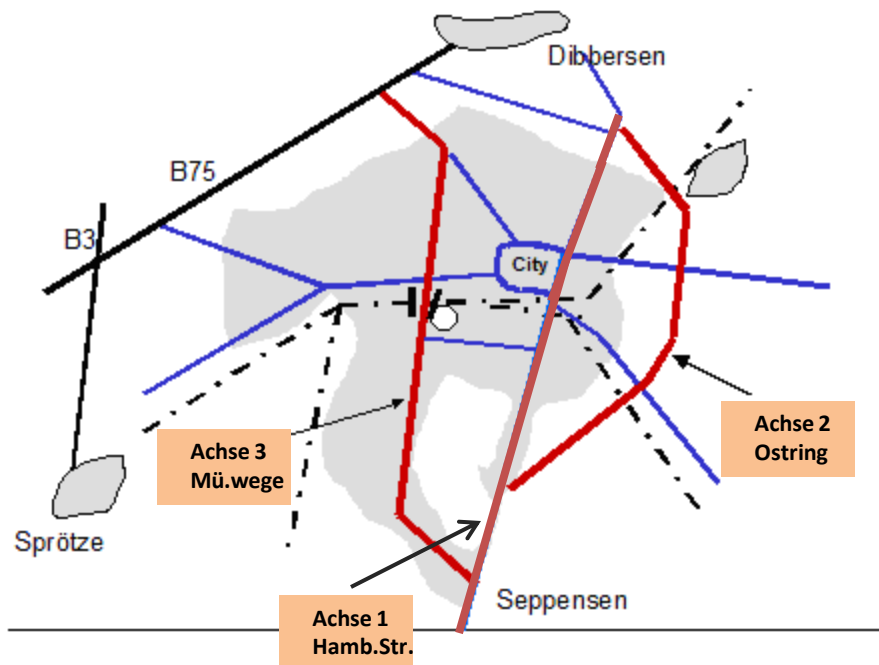 Dibbersen
B75
B3
City
Achse 3
Mü.wege
Achse 2
Ostring
Sprötze
Seppensen
Achse 1
Hamb.Str.